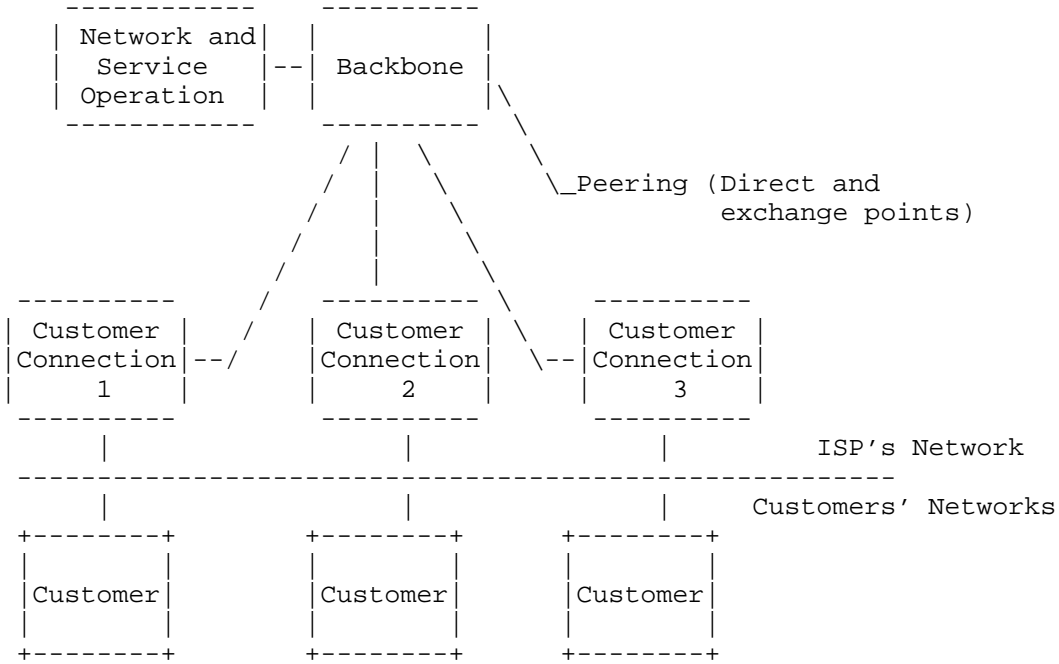 Network and
Service
Operation
Backbone
Peering (Direct and
exchange points)
Customer
Connection
1
Customer
Connection
2
Customer
Connection
3
ISP's Network
Customers' Networks
Customer
Customer
Customer